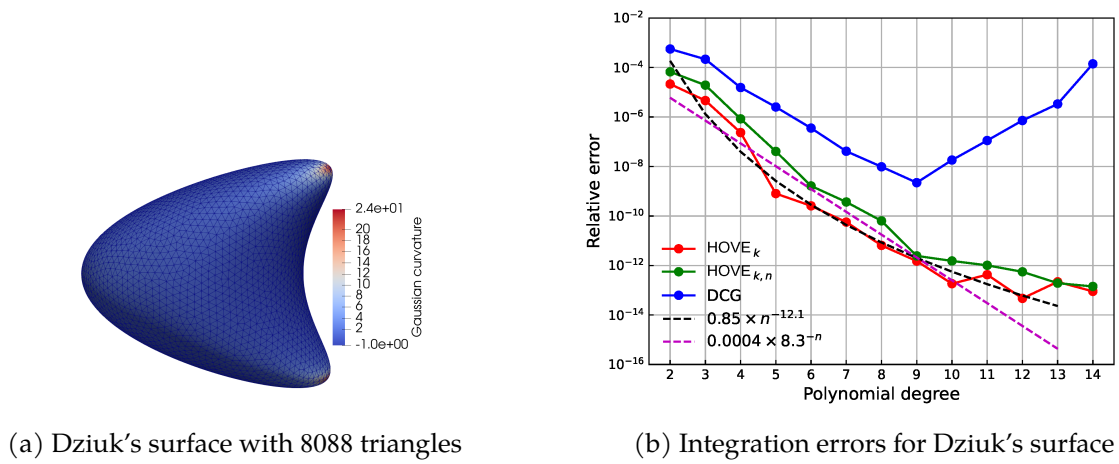 2.4e+01
20
18
16
14
12
10
8
6
4
2
-1.0e+00
Gaussian curvature
(a) Dziuk's surface with 8088 triangles
10⁻²
10⁻⁴
10⁻⁶
10⁻⁸
10⁻¹⁰
10⁻¹²
10⁻¹⁴
10⁻¹⁶
Relative error
HOVEₖ
HOVEₖ,ₙ
DCG
0.85 × n⁻¹²·¹
0.0004 × 8.3⁻ⁿ
2 3 4 5 6 7 8 9 10 11 12 13 14
Polynomial degree
(b) Integration errors for Dziuk's surface